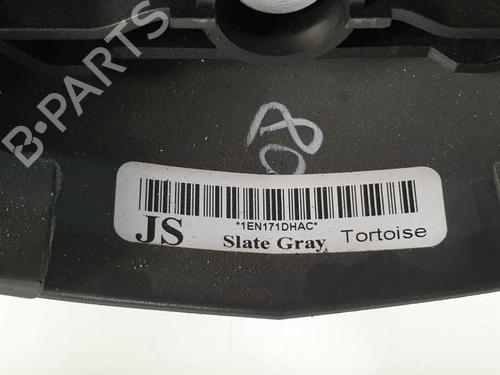 B-PARTS
*1EN171DHAC*
JS Slate Gray Tortoise